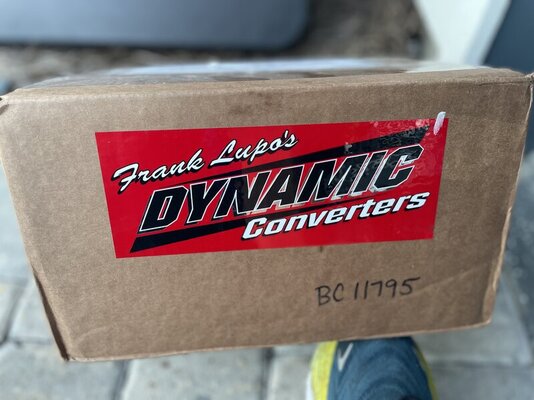 Frank Lupo's
DYNAMIC
Converters
BC 11795